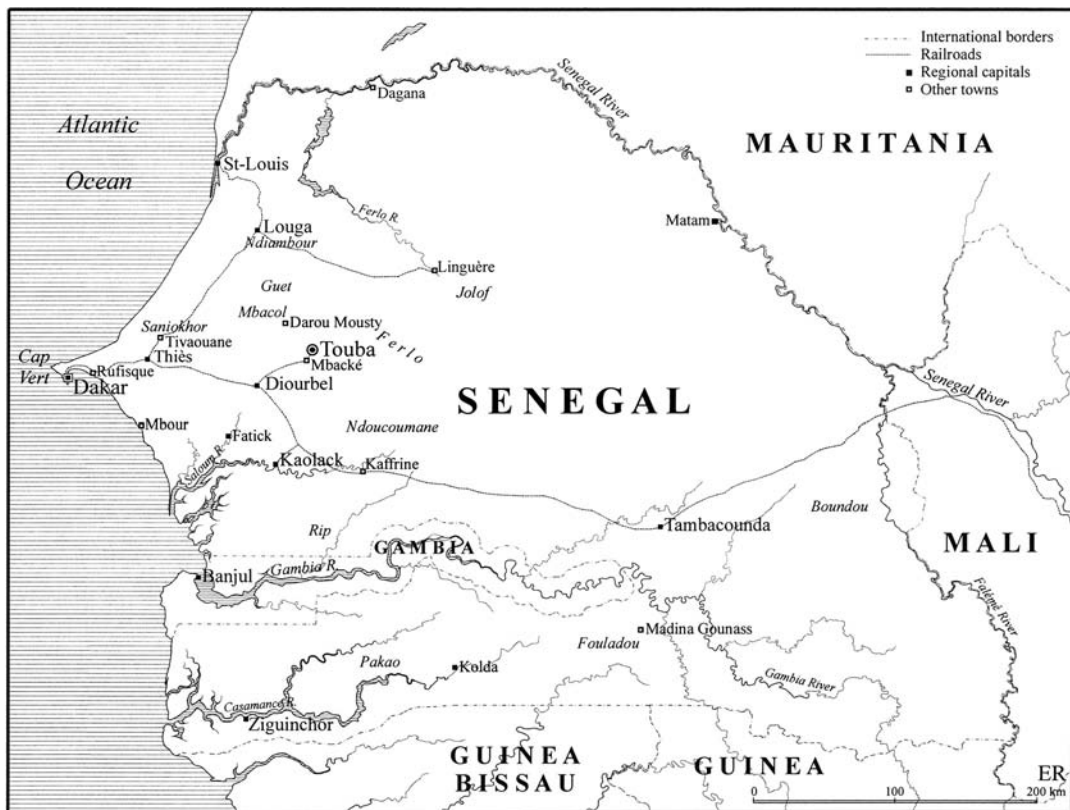 International borders
Railroads
Regional capitals
Other towns
Senegal River
Dagana
Atlantic
Ocean
MAURITANIA
St-Louis
Ferlo R.
Matam
Louga
Ndiambour
Linguère
Guet
Jolof
Mbacol
Darou Mousty
Saniokhor
Tivaouane
Ferlo
Touba
Cap
Vert
Thiès
Mbacké
Rufisque
Dakar
Diourbel
Senegal River
SENEGAL
Mbour
Ndoucoumane
Fatick
Saloum R.
Kaolack
Kaffrine
Boundou
Rip
Tambacounda
MALI
GAMBIA
Gambia R.
Banjul
Falémé River
Madina Gounass
Fouladou
Pakao
Kolda
Gambia River
Casamance R.
Ziguinchor
GUINEA
BISSAU
GUINEA
ER
0 100 200 km